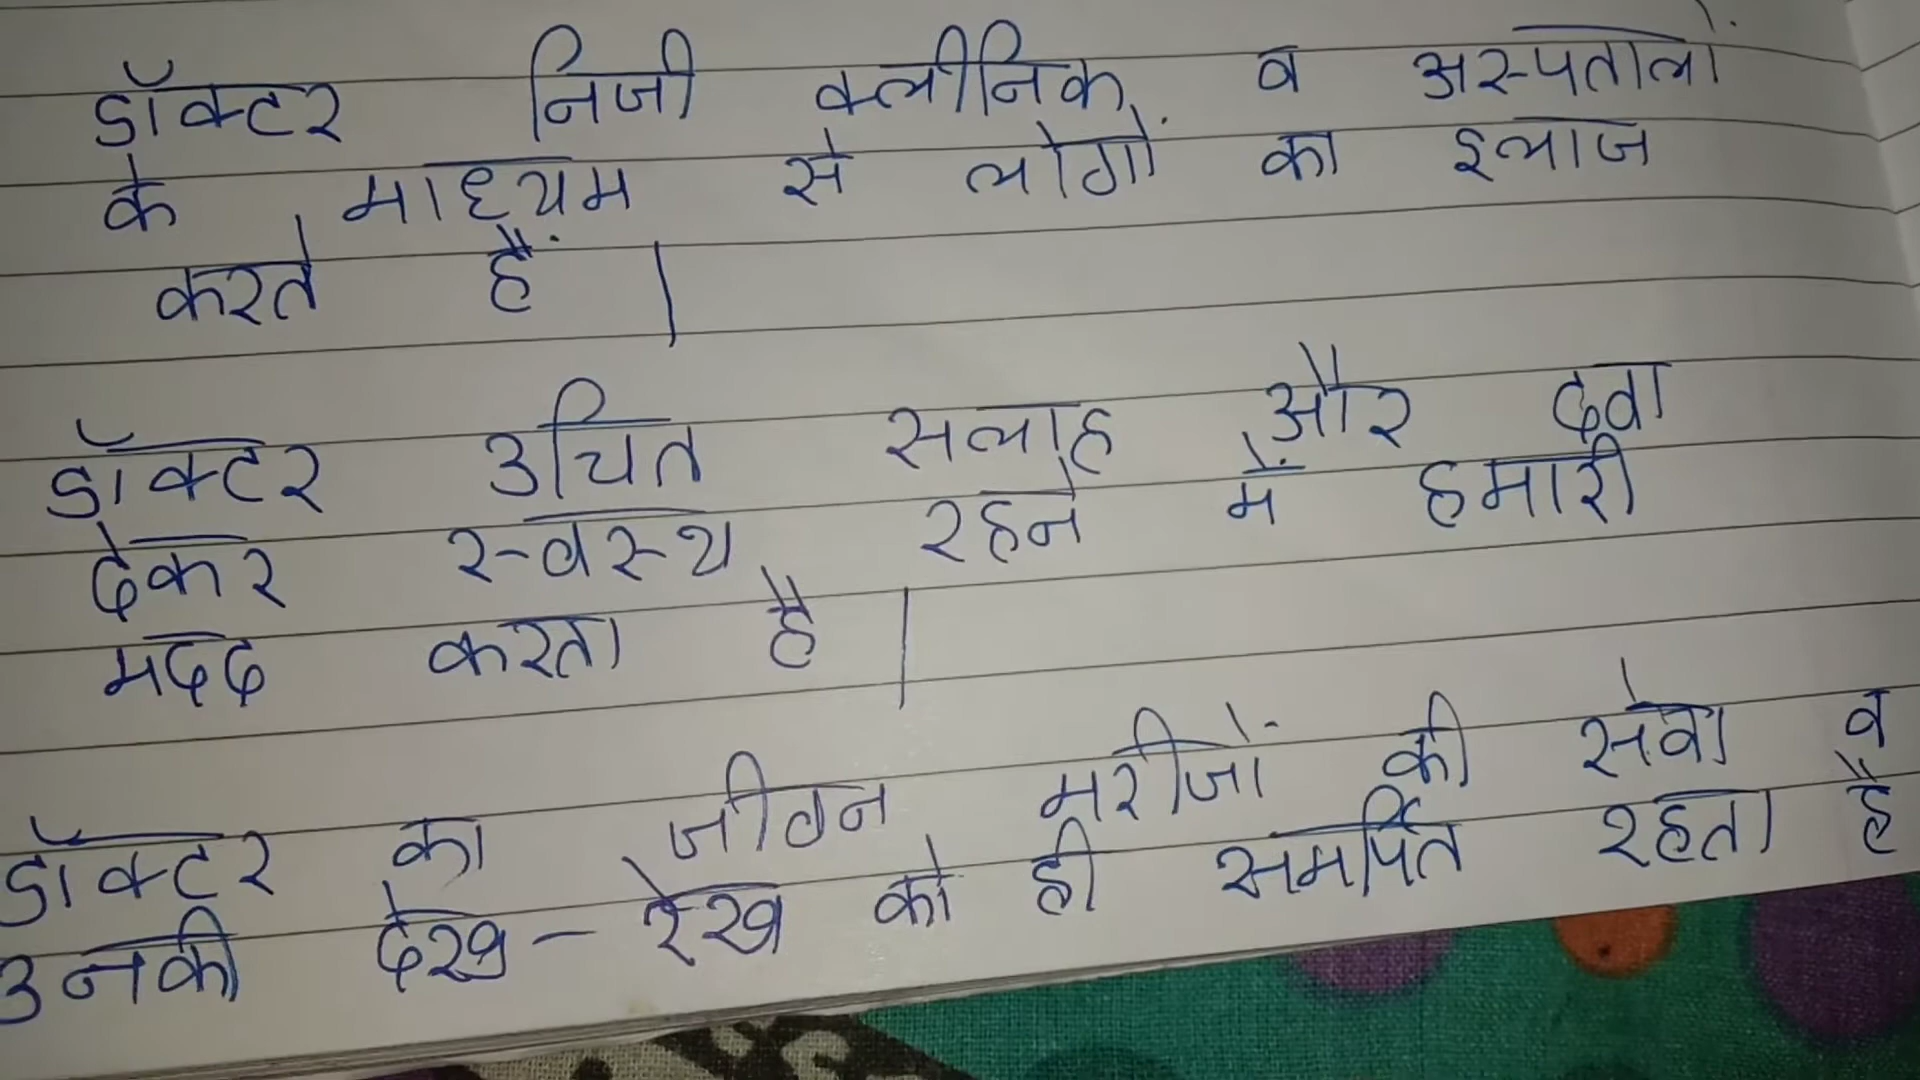 डॉक्टर निजी क्लीनिक व अस्पतालों
के माध्यम से लोगों का इलाज
करते हैं |
डॉक्टर उचित सलाह और दवा
देकर स्वस्थ रहने में हमारी
मदद करता है |
डॉक्टर का जीवन मरीजों की सेवा व
उनकी देख - रेख को ही समर्पित रहता है